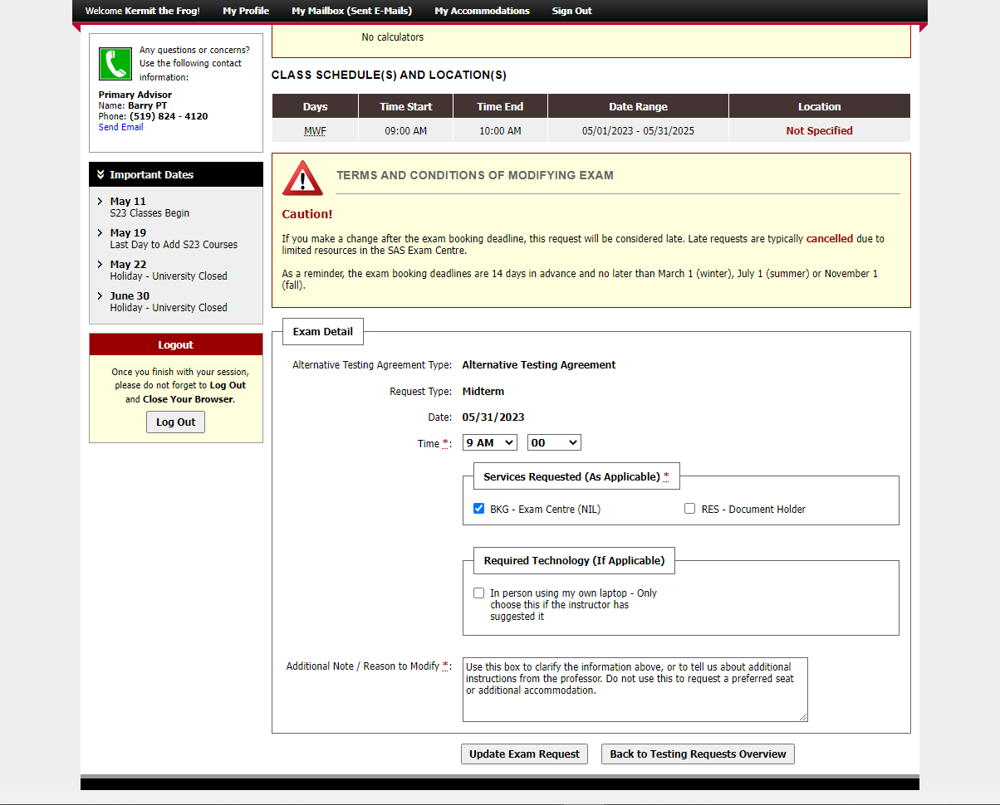 Welcome Kermit the Frog! My Profile My Mailbox (Sent E-Mails) My Accommodations Sign Out
Any questions or concerns?
Use the following contact
information:
Primary Advisor
Name: Barry PT
Phone: (519) 824 - 4120
Send Email
Important Dates
May 11
S23 Classes Begin
May 19
Last Day to Add S23 Courses
May 22
Holiday - University Closed
June 30
Holiday - University Closed
Logout
Once you finish with your session,
please do not forget to Log Out
and Close Your Browser.
Log Out
No calculators
CLASS SCHEDULE(S) AND LOCATION(S)
Days Time Start Time End Date Range Location
MWF 09:00 AM 10:00 AM 05/01/2023 - 05/31/2025 Not Specified
TERMS AND CONDITIONS OF MODIFYING EXAM
Caution!
If you make a change after the exam booking deadline, this request will be considered late. Late requests are typically cancelled due to
limited resources in the SAS Exam Centre.
As a reminder, the exam booking deadlines are 14 days in advance and no later than March 1 (winter), July 1 (summer) or November 1
(fall).
Exam Detail
Alternative Testing Agreement Type: Alternative Testing Agreement
Request Type: Midterm
Date: 05/31/2023
Time *: 9 AM 00
Services Requested (As Applicable) *
BKG - Exam Centre (NIL) RES - Document Holder
Required Technology (If Applicable)
In person using my own laptop - Only
choose this if the instructor has
suggested it
Additional Note / Reason to Modify *: Use this box to clarify the information above, or to tell us about additional
instructions from the professor. Do not use this to request a preferred seat
or additional accommodation.
Update Exam Request Back to Testing Requests Overview